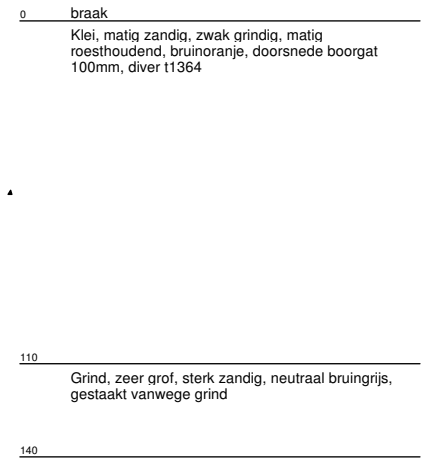 0 braak
Klei, matig zandig, zwak grindig, matig
roesthoudend, bruinoranje, doorsnede boorgat
100mm, diver t1364
110
Grind, zeer grof, sterk zandig, neutraal bruingrijs,
gestaakt vanwege grind
140